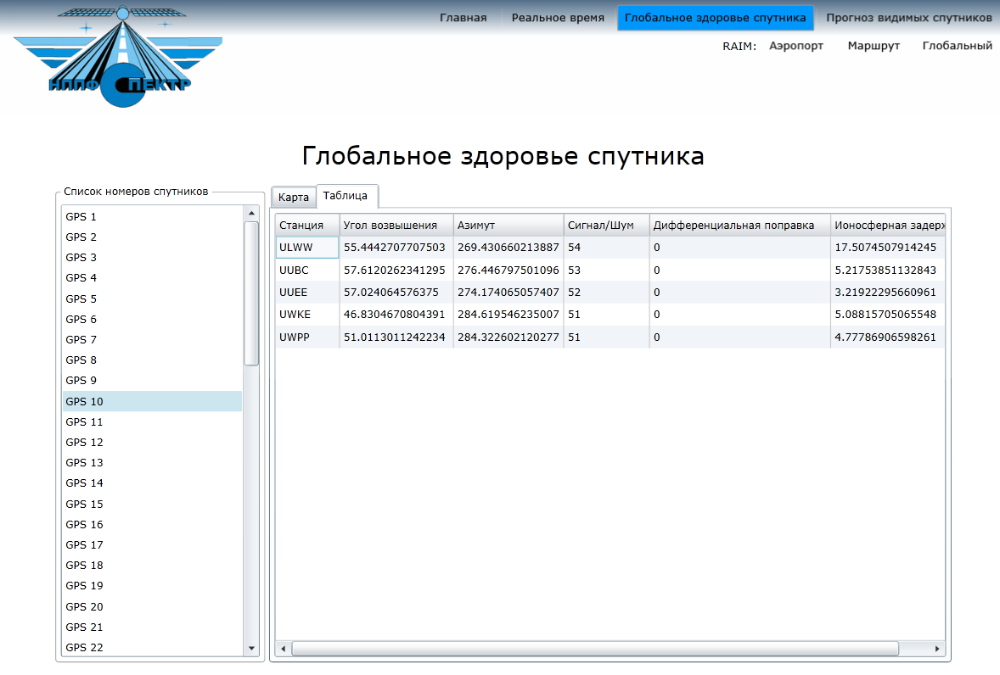 Главная Реальное время Глобальное здоровье спутника Прогноз видимых спутников
RAIM: Аэропорт Маршрут Глобальный
НППФ СПЕКТР
Глобальное здоровье спутника
Список номеров спутников
GPS 1
GPS 2
GPS 3
GPS 4
GPS 5
GPS 6
GPS 7
GPS 8
GPS 9
GPS 10
GPS 11
GPS 12
GPS 13
GPS 14
GPS 15
GPS 16
GPS 17
GPS 18
GPS 19
GPS 20
GPS 21
GPS 22
Карта Таблица
Станция Угол возвышения Азимут Сигнал/Шум Дифференциальная поправка Ионосферная задерж
ULWW 55.4442707707503 269.430660213887 54 0 17.5074507914245
UUBC 57.6120262341295 276.446797501096 53 0 5.21753851132843
UUEE 57.024064576375 274.174065057407 52 0 3.21922295660961
UWKE 46.8304670804391 284.619546235007 51 0 5.08815705065548
UWPP 51.0113011242234 284.322602120277 51 0 4.77786906598261